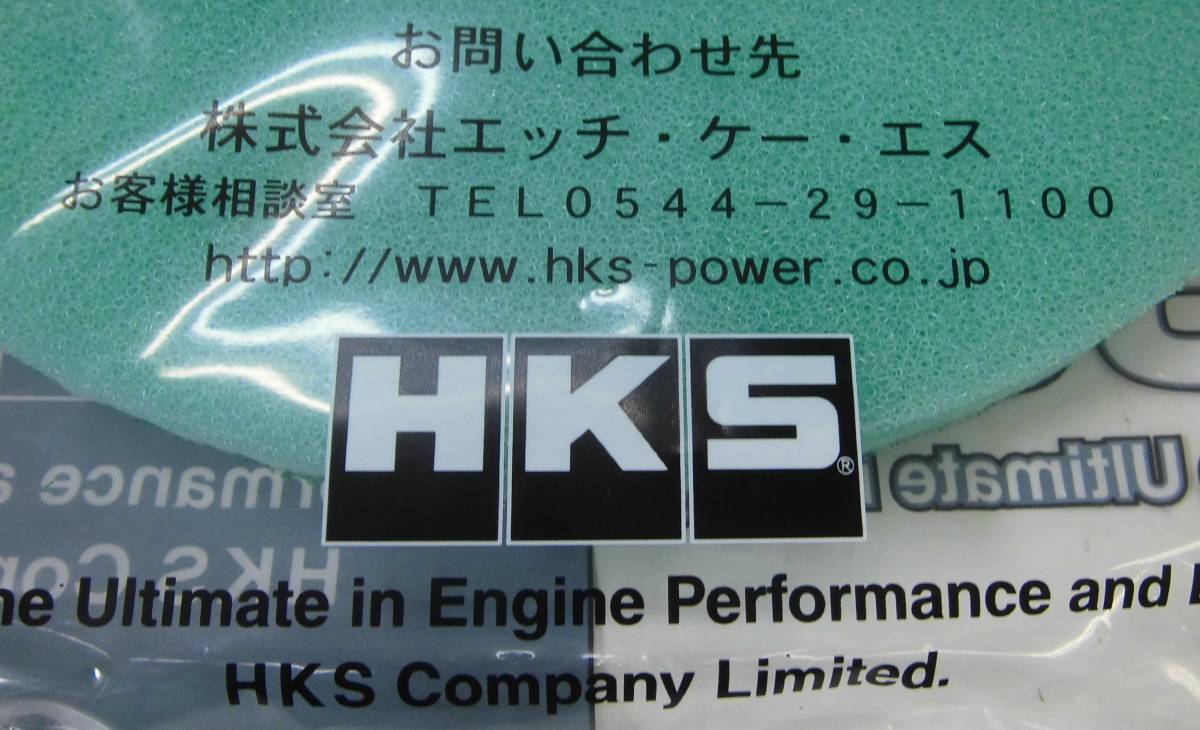 お問い合わせ先
株式会社エッチ・ケー・エス
お客様相談室　ＴＥＬ０５４４－２９－１１００
http://www.hks-power.co.jp
HKS®
Ultimate in Engine Performance and
HKS Company Limited.